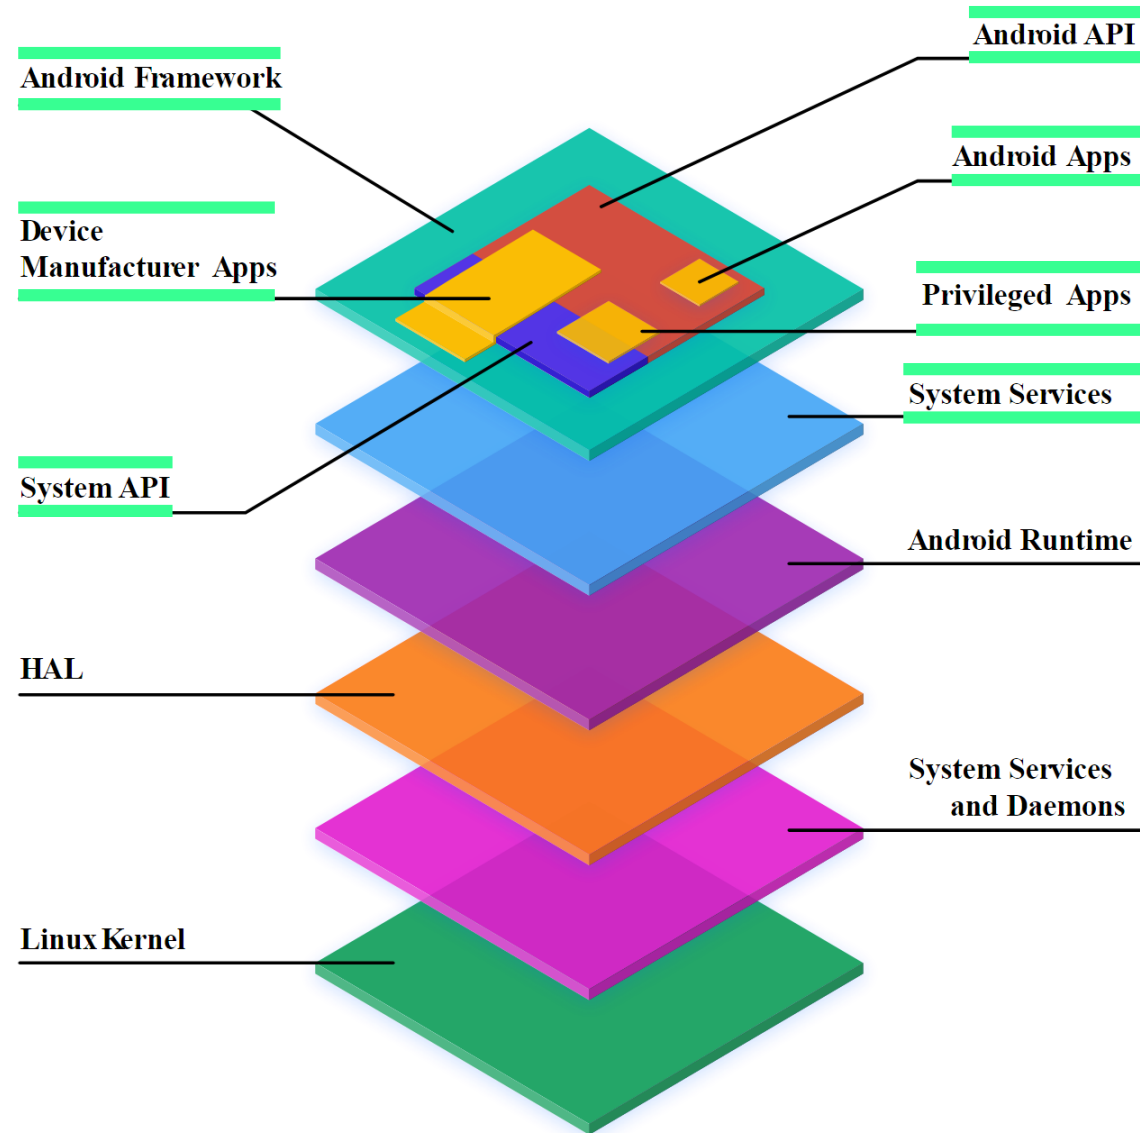 Android API
Android Framework
Android Apps
Device
Manufacturer Apps
Privileged Apps
System Services
System API
Android Runtime
HAL
System Services
and Daemons
Linux Kernel